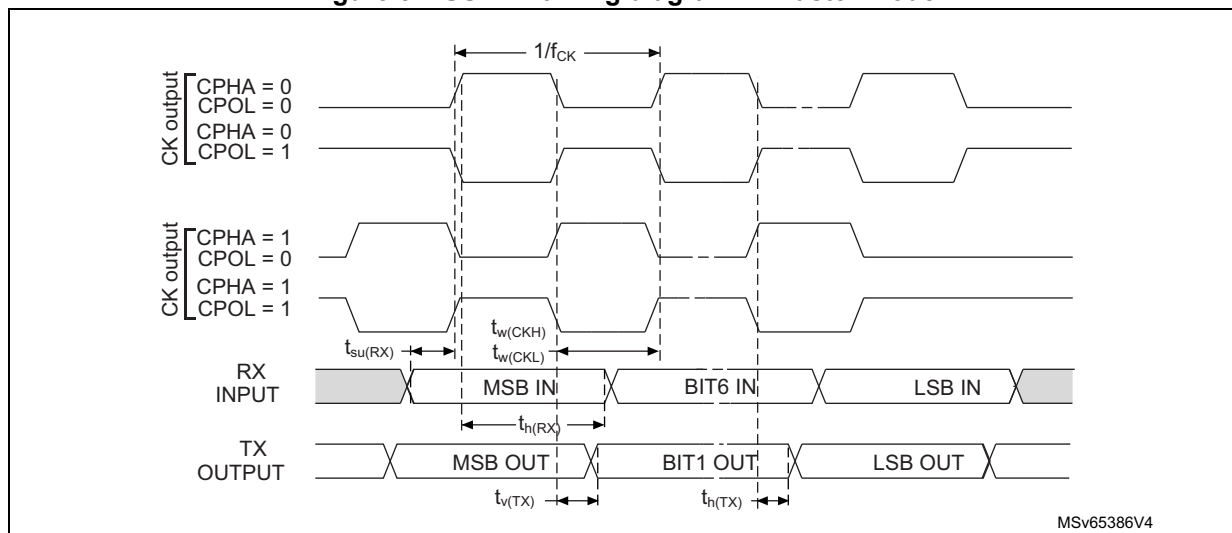 1/fCK
CK output
CPHA = 0
CPOL = 0
CPHA = 0
CPOL = 1
CK output
CPHA = 1
CPOL = 0
CPHA = 1
CPOL = 1
tw(CKH)
tsu(RX)
tw(CKL)
RX
INPUT
MSB IN
BIT6 IN
LSB IN
th(RX)
TX
OUTPUT
MSB OUT
BIT1 OUT
LSB OUT
tv(TX)
th(TX)
MSv65386V4